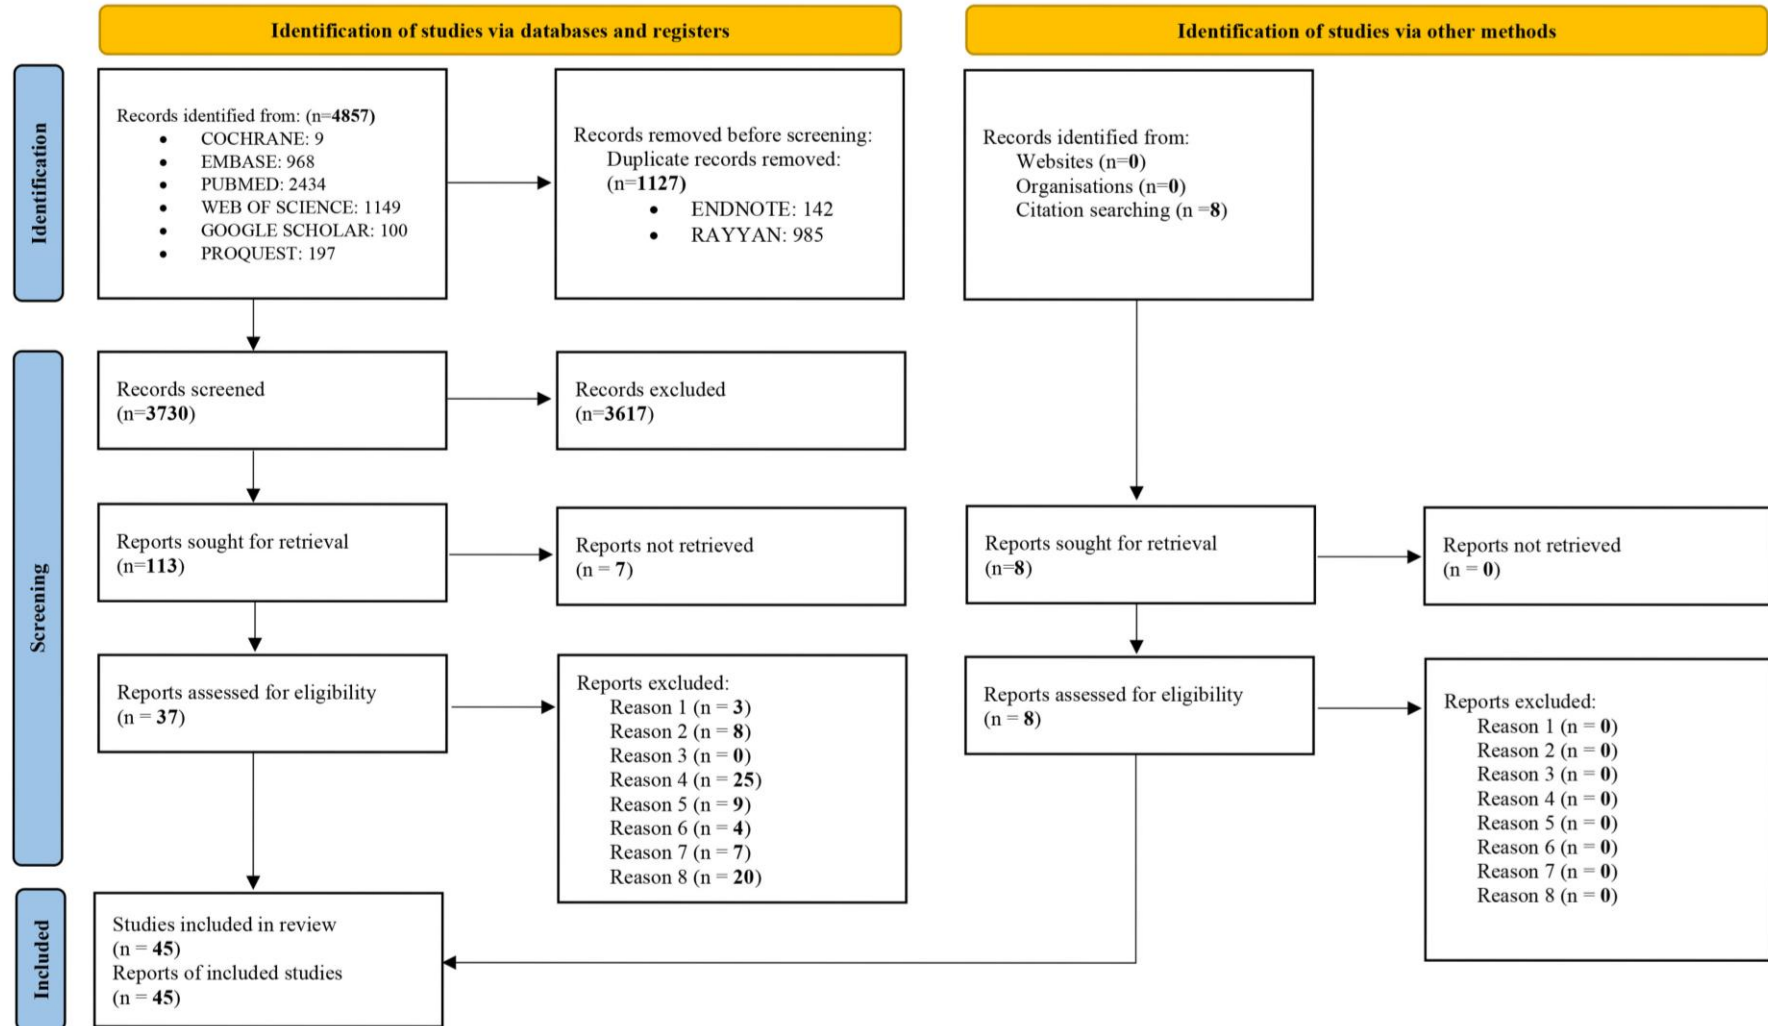 Identification of studies via databases and registers
Identification of studies via other methods
Identification
Records identified from: (n=4857)
• COCHRANE: 9
• EMBASE: 968
• PUBMED: 2434
• WEB OF SCIENCE: 1149
• GOOGLE SCHOLAR: 100
• PROQUEST: 197
Records removed before screening:
Duplicate records removed:
(n=1127)
• ENDNOTE: 142
• RAYYAN: 985
Records identified from:
Websites (n=0)
Organisations (n=0)
Citation searching (n =8)
Screening
Records screened
(n=3730)
Records excluded
(n=3617)
Reports sought for retrieval
(n=113)
Reports not retrieved
(n = 7)
Reports sought for retrieval
(n=8)
Reports not retrieved
(n = 0)
Reports assessed for eligibility
(n = 37)
Reports excluded:
Reason 1 (n = 3)
Reason 2 (n = 8)
Reason 3 (n = 0)
Reason 4 (n = 25)
Reason 5 (n = 9)
Reason 6 (n = 4)
Reason 7 (n = 7)
Reason 8 (n = 20)
Reports assessed for eligibility
(n = 8)
Reports excluded:
Reason 1 (n = 0)
Reason 2 (n = 0)
Reason 3 (n = 0)
Reason 4 (n = 0)
Reason 5 (n = 0)
Reason 6 (n = 0)
Reason 7 (n = 0)
Reason 8 (n = 0)
Included
Studies included in review
(n = 45)
Reports of included studies
(n = 45)